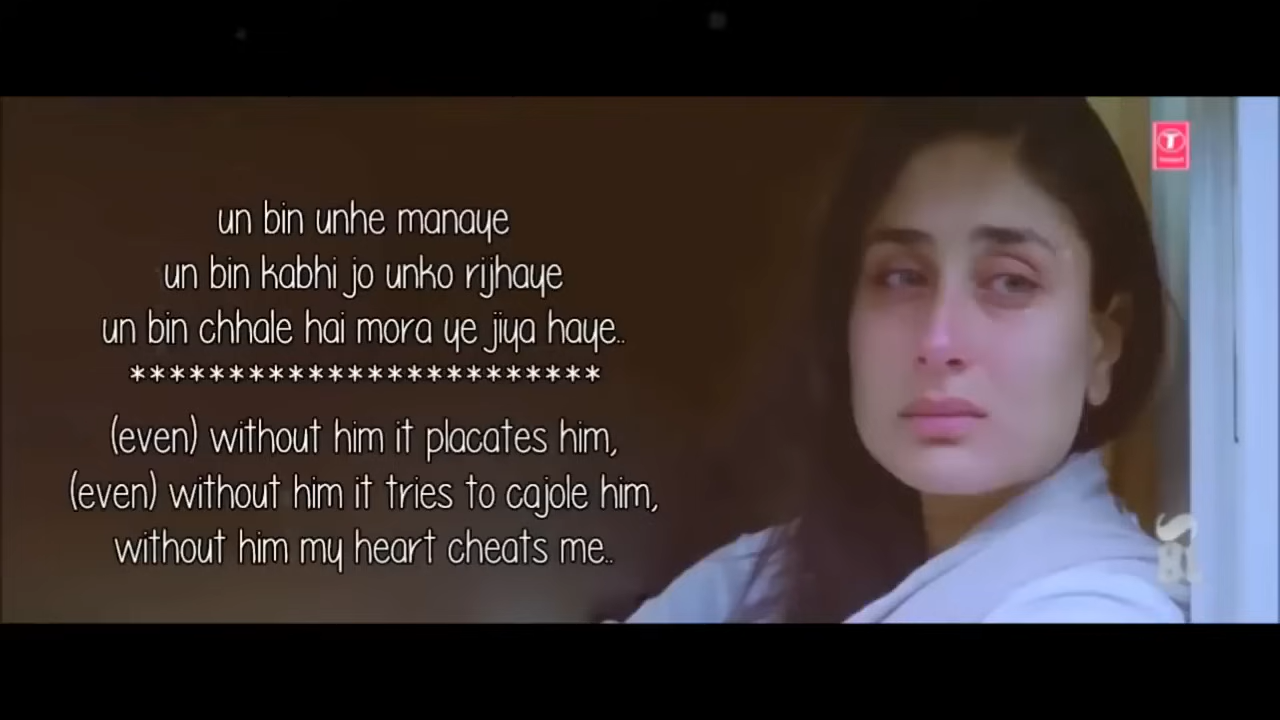 un bin unhe manaye
un bin kabhi jo unko rijhaye
un bin chhale hai mora ye jiya haye..
************************
(even) without him it placates him,
(even) without him it tries to cajole him,
without him my heart cheats me..
T